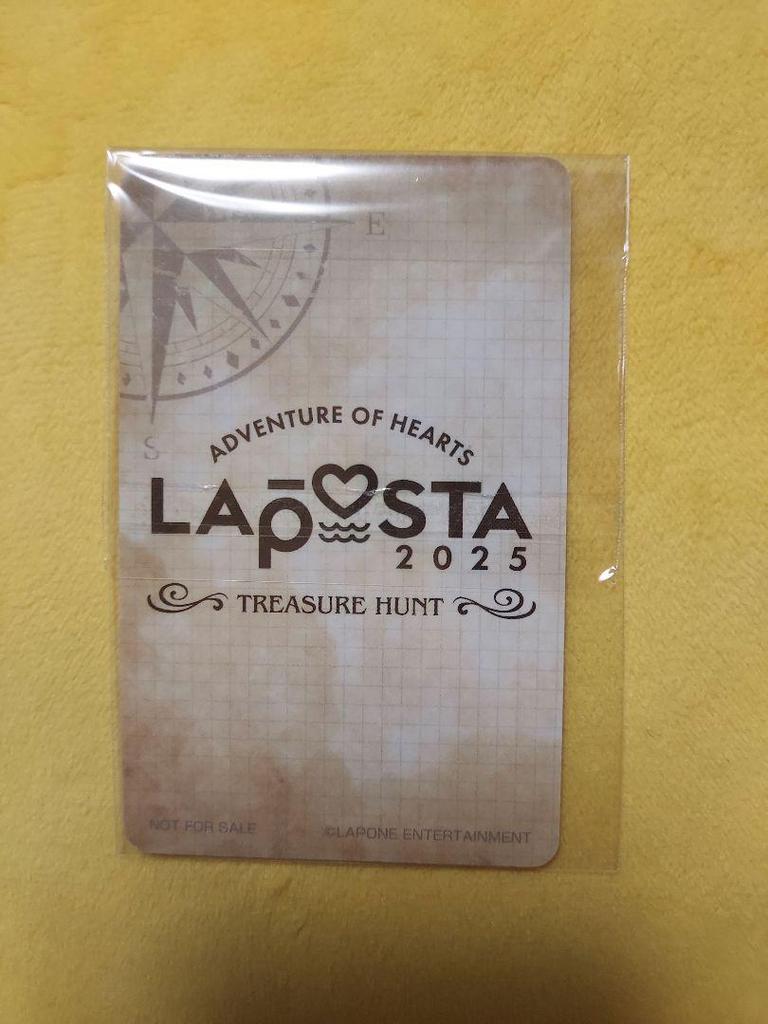 E
S
ADVENTURE OF HEARTS
LAPOSTA
2025
TREASURE HUNT
NOT FOR SALE ©LAPONE ENTERTAINMENT